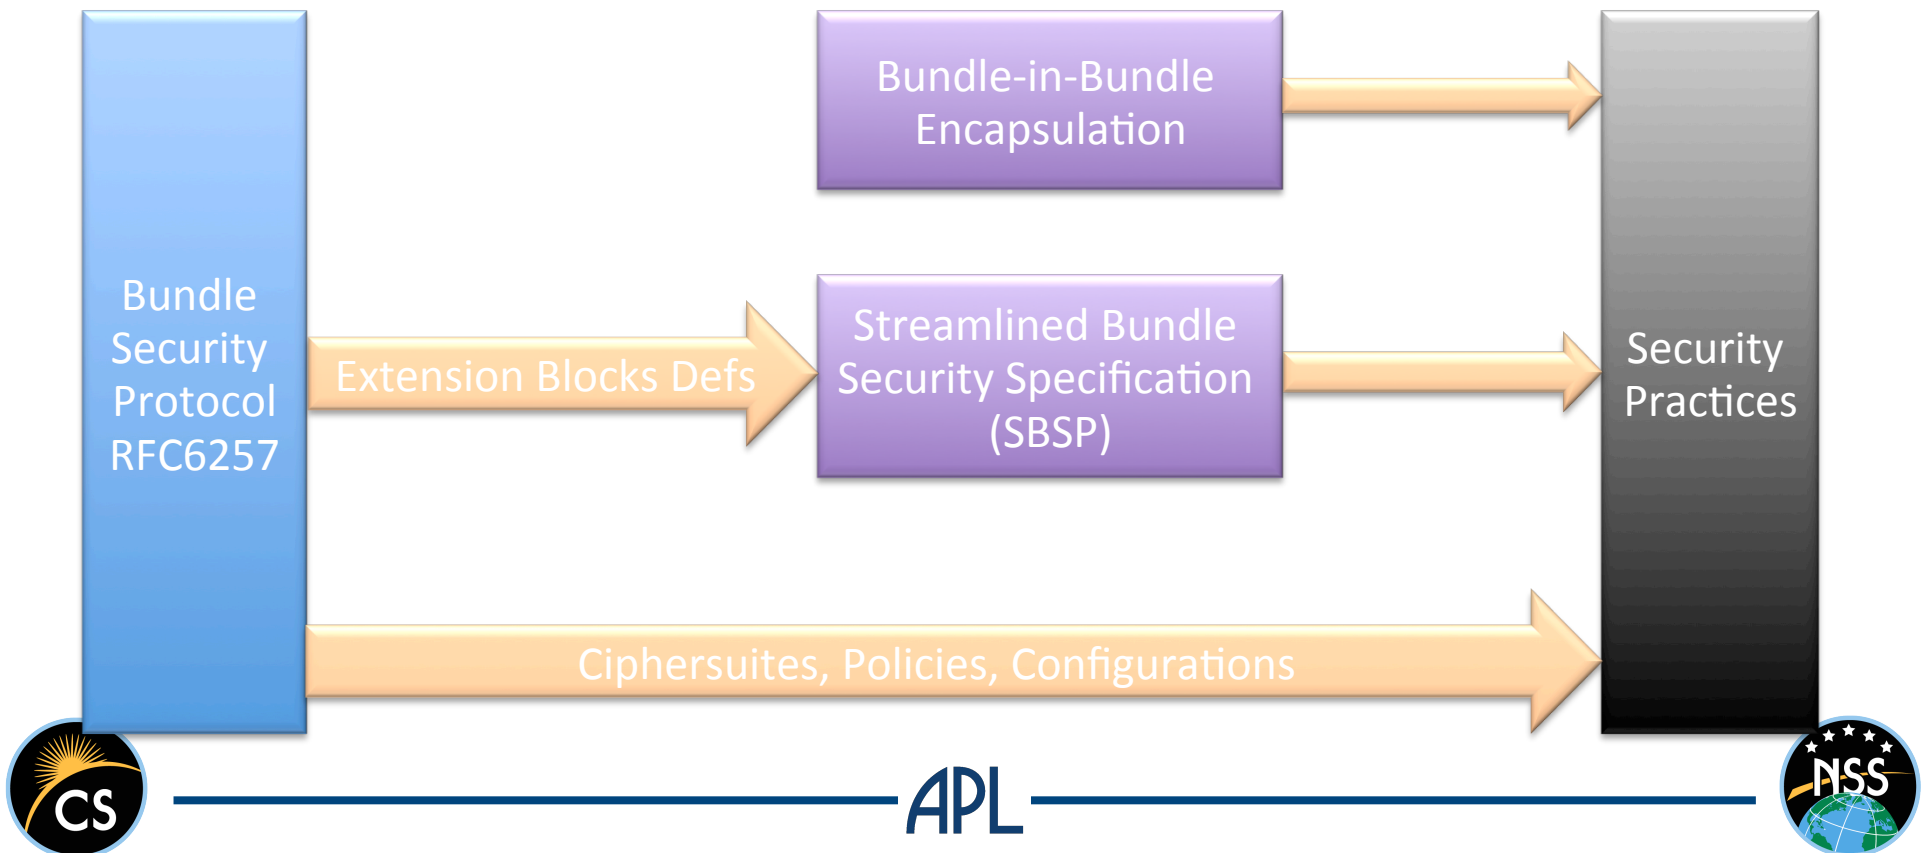 Bundle
Security
Protocol
RFC6257
Extension Blocks Defs
Bundle-in-Bundle
Encapsulation
Streamlined Bundle
Security Specification
(SBSP)
Security
Practices
Ciphersuites, Policies, Configurations
CS
APL
NSS